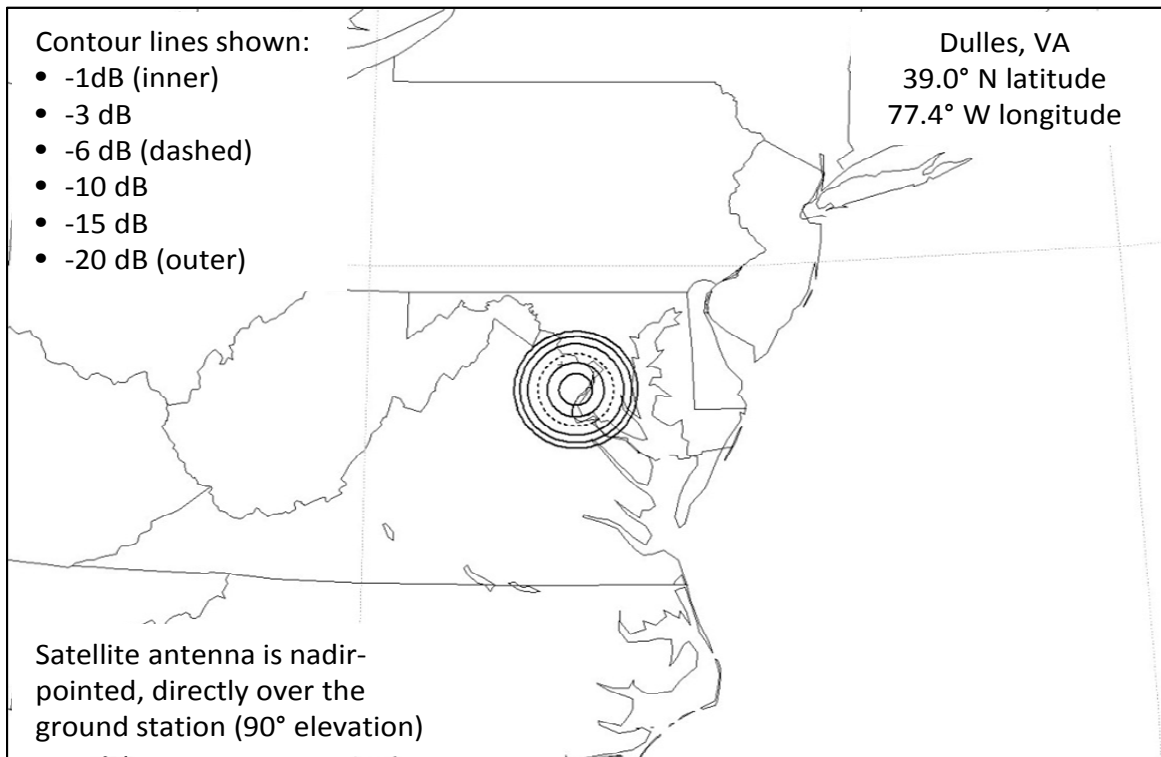 Contour lines shown:
• -1dB (inner)
• -3 dB
• -6 dB (dashed)
• -10 dB
• -15 dB
• -20 dB (outer)
Dulles, VA
39.0° N latitude
77.4° W longitude
Satellite antenna is nadir-
pointed, directly over the
ground station (90° elevation)